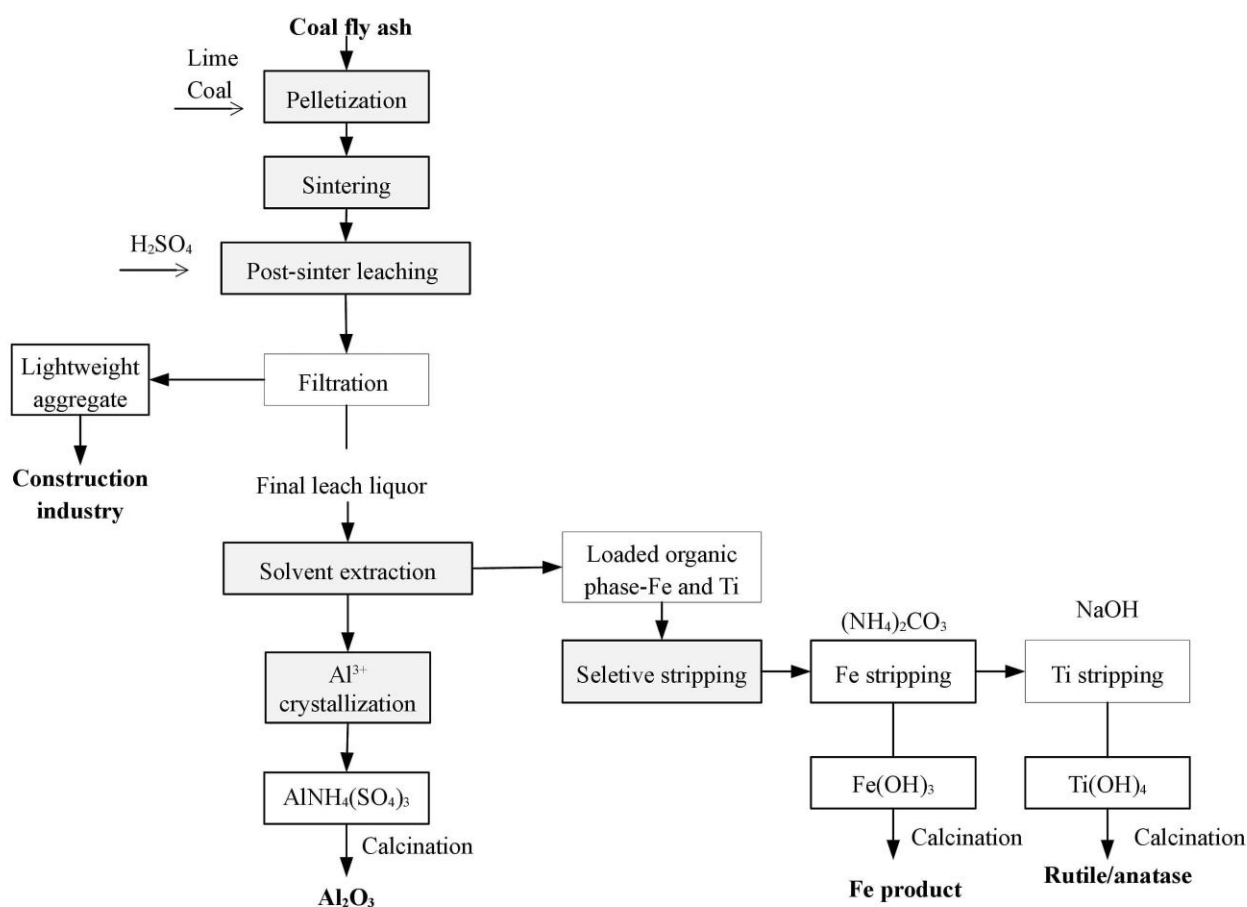 Coal fly ash
Lime
Coal
Pelletization
Sintering
H₂SO₄
Post-sinter leaching
Lightweight
aggregate
Filtration
Construction
industry
Final leach liquor
Solvent extraction
Loaded organic
phase-Fe and Ti
(NH₄)₂CO₃
NaOH
Seletive stripping
Fe stripping
Ti stripping
Al³⁺
crystallization
AlNH₄(SO₄)₃
Fe(OH)₃
Ti(OH)₄
Calcination
Calcination
Calcination
Al₂O₃
Fe product
Rutile/anatase